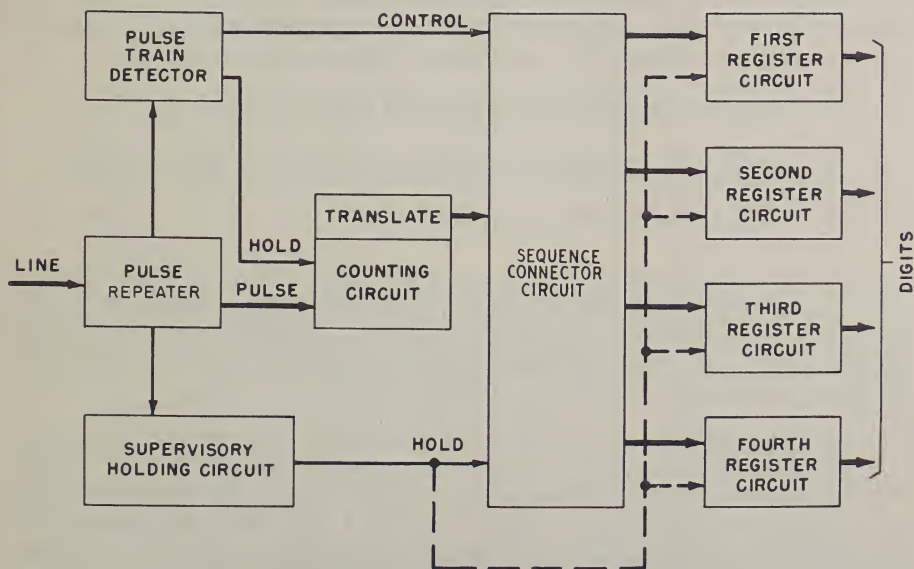 CONTROL
PULSE
TRAIN
DETECTOR
FIRST
REGISTER
CIRCUIT
SECOND
REGISTER
CIRCUIT
TRANSLATE
HOLD
COUNTING
CIRCUIT
LINE
PULSE
REPEATER
PULSE
SEQUENCE
CONNECTOR
CIRCUIT
DIGITS
THIRD
REGISTER
CIRCUIT
SUPERVISORY
HOLDING CIRCUIT
HOLD
FOURTH
REGISTER
CIRCUIT